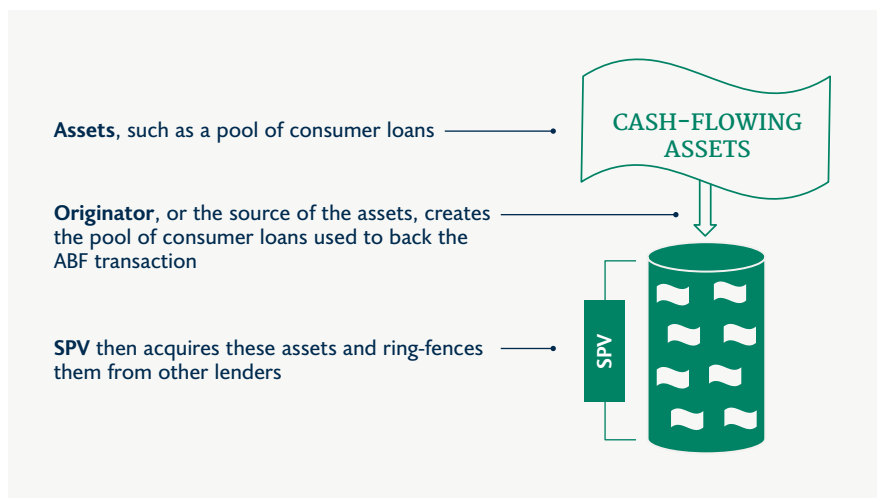 Assets, such as a pool of consumer loans
CASH-FLOWING
ASSETS
Originator, or the source of the assets, creates
the pool of consumer loans used to back the
ABF transaction
SPV then acquires these assets and ring-fences
them from other lenders
SPV